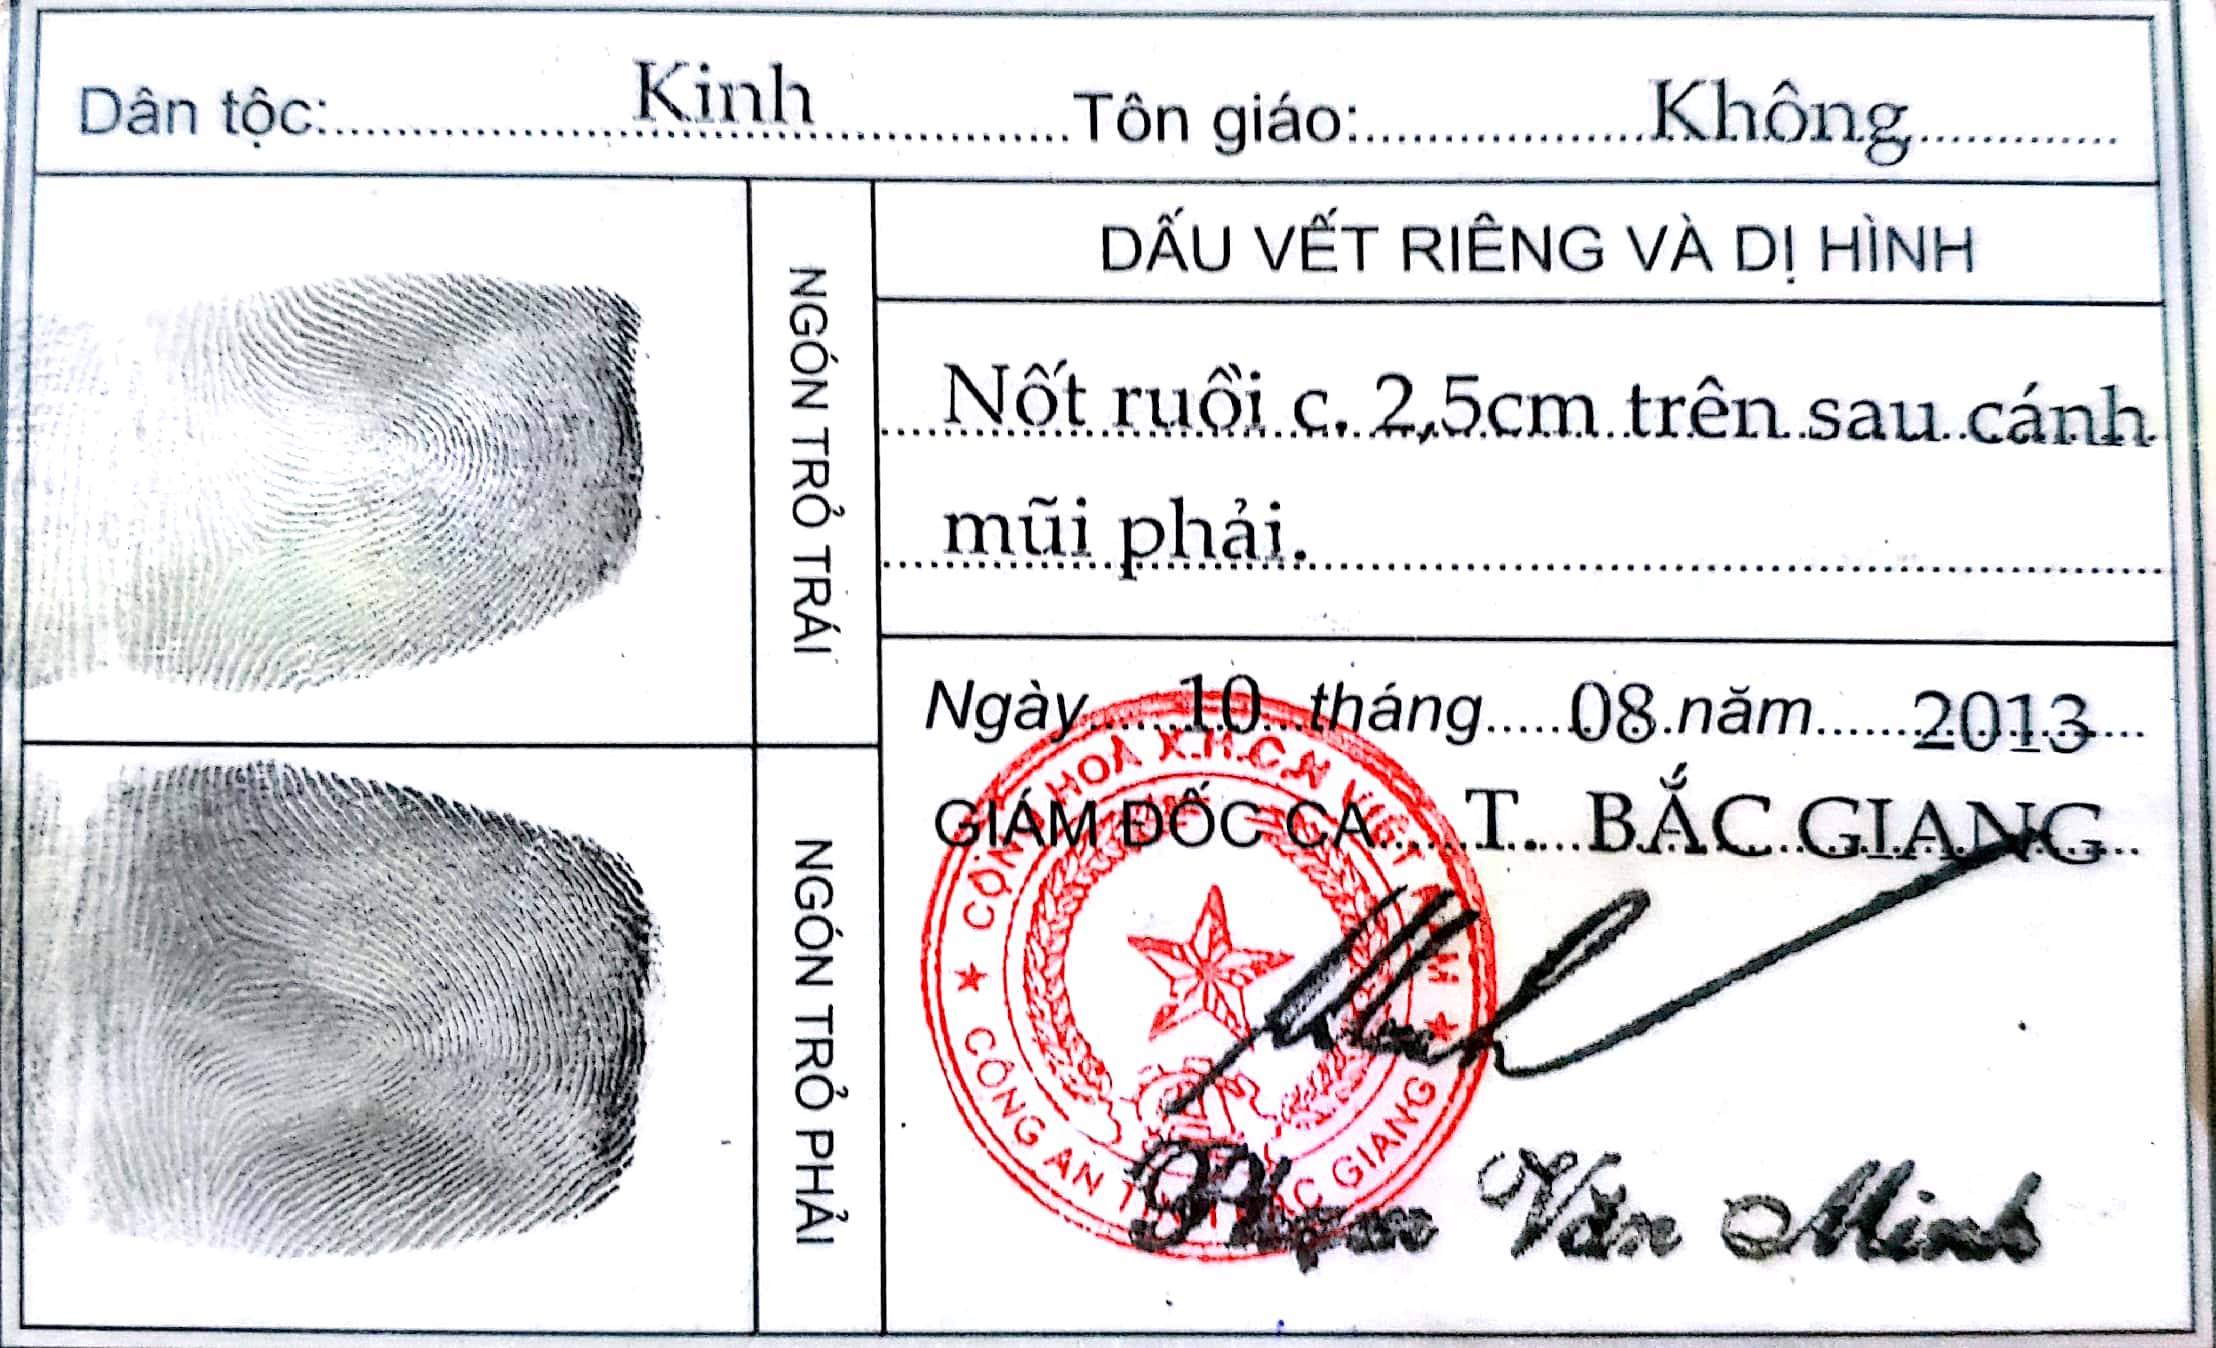 Dân tộc: Kinh Tôn giáo: Không
NGÓN TRỎ TRÁI
DẤU VẾT RIÊNG VÀ DỊ HÌNH
Nốt ruồi c. 2,5cm trên sau cánh
mũi phải.
NGÓN TRỎ PHẢI
Ngày 10 tháng 08 năm 2013
GIÁM ĐỐC CA T. BẮC GIANG
CỘNG HOÀ X.H.C.N VIỆT NAM
CÔNG AN TỈNH BẮC GIANG
Phạm Văn Minh